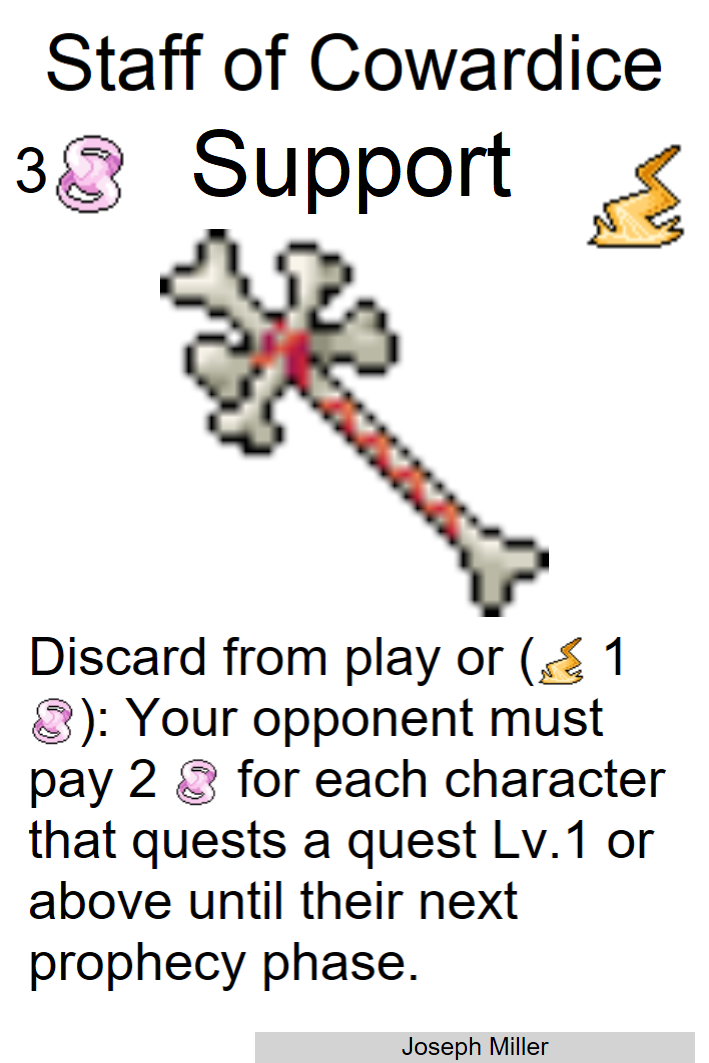 Staff of Cowardice
3 Support
Discard from play or ( 1
): Your opponent must
pay 2 for each character
that quests a quest Lv.1 or
above until their next
prophecy phase.
Joseph Miller